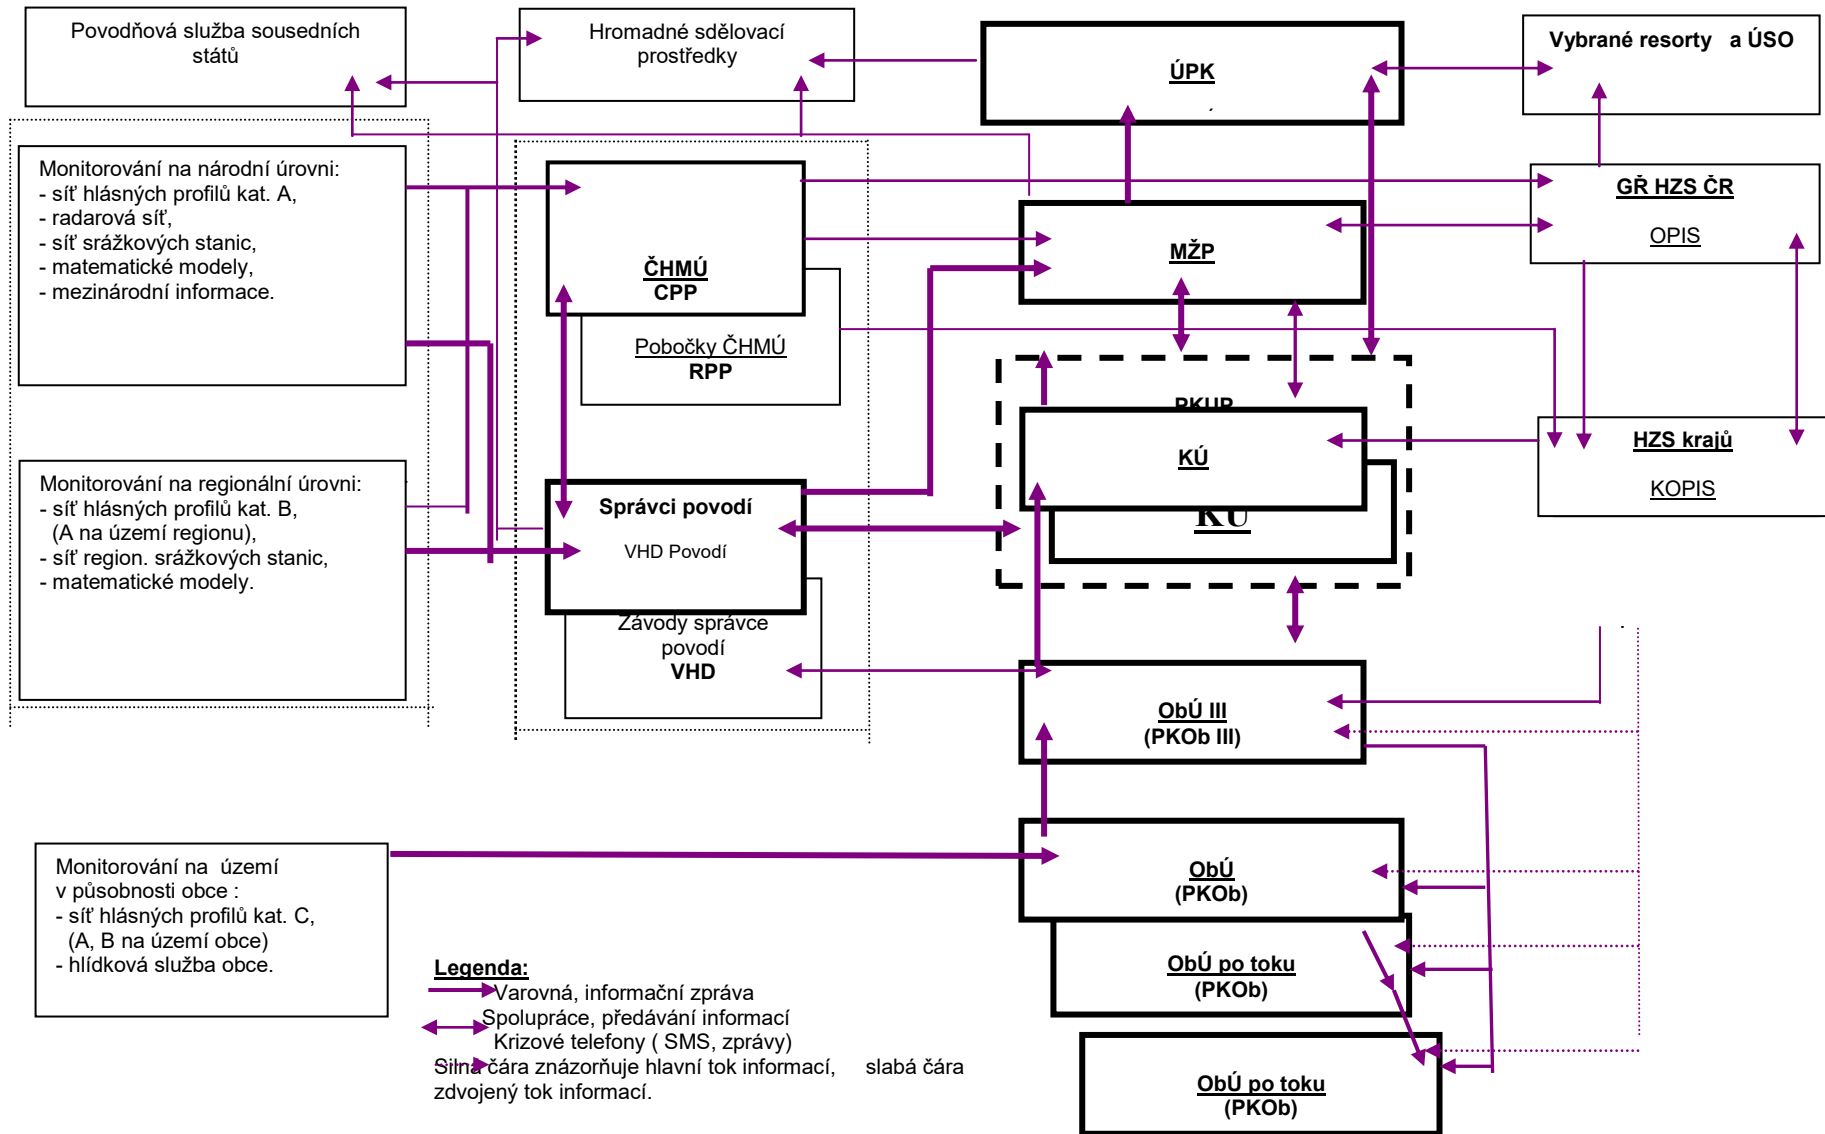 Povodňová služba sousedních
států
Hromadné sdělovací
prostředky
ÚPK
Vybrané resorty a ÚSO
Monitorování na národní úrovni:
- síť hlásných profilů kat. A,
- radarová síť,
- síť srážkových stanic,
- matematické modely,
- mezinárodní informace.
ČHMÚ
CPP
Pobočky ČHMÚ
RPP
MŽP
GŘ HZS ČR
OPIS
PKUP
KÚ
KÚ
HZS krajů
KOPIS
Monitorování na regionální úrovni:
- síť hlásných profilů kat. B,
(A na území regionu),
- síť region. srážkových stanic,
- matematické modely.
Správci povodí
VHD Povodí
Závody správce
povodí
VHD
ObÚ III
(PKOb III)
Monitorování na území
v působnosti obce :
- síť hlásných profilů kat. C,
(A, B na území obce)
- hlídková služba obce.
ObÚ
(PKOb)
ObÚ po toku
(PKOb)
ObÚ po toku
(PKOb)
Legenda:
Varovná, informační zpráva
Spolupráce, předávání informací
Krizové telefony ( SMS, zprávy)
Silná čára znázorňuje hlavní tok informací, slabá čára
zdvojený tok informací.